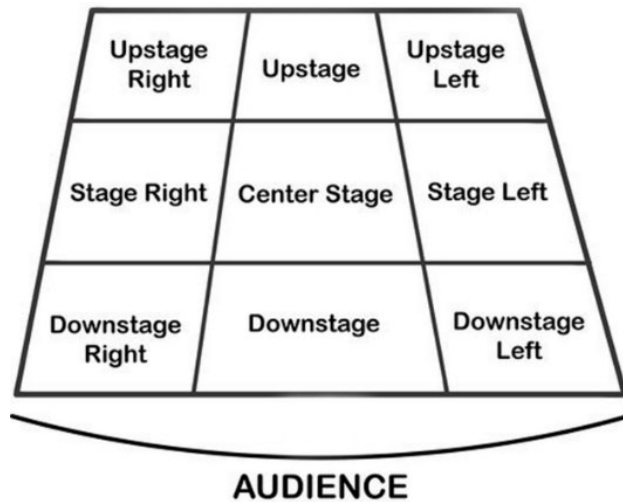 Upstage
Right
Upstage
Upstage
Left
Stage Right
Center Stage
Stage Left
Downstage
Right
Downstage
Downstage
Left
AUDIENCE